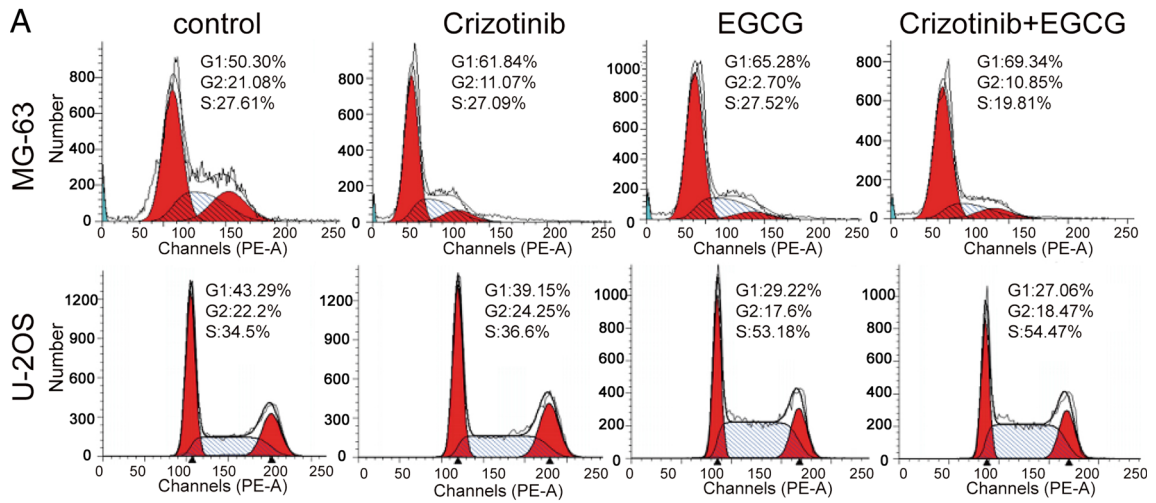 A
control
Crizotinib
EGCG
Crizotinib+EGCG
MG-63
Number
800
600
400
200
0
G1:50.30%
G2:21.08%
S:27.61%
0 50 100 150 200 250
Channels (PE-A)
800
600
400
200
0
G1:61.84%
G2:11.07%
S:27.09%
0 50 100 150 200 250
Channels (PE-A)
1000
800
600
400
200
0
G1:65.28%
G2:2.70%
S:27.52%
0 50 100 150 200 250
Channels (PE-A)
800
600
400
200
0
G1:69.34%
G2:10.85%
S:19.81%
0 50 100 150 200 250
Channels (PE-A)
U-2OS
Number
1200
900
600
300
0
G1:43.29%
G2:22.2%
S:34.5%
0 50 100 150 200 250
Channels (PE-A)
1200
900
600
300
0
G1:39.15%
G2:24.25%
S:36.6%
0 50 100 150 200 250
Channels (PE-A)
1000
800
600
400
200
0
G1:29.22%
G2:17.6%
S:53.18%
0 50 100 150 200 250
Channels (PE-A)
1000
800
600
400
200
0
G1:27.06%
G2:18.47%
S:54.47%
0 50 100 150 200 250
Channels (PE-A)